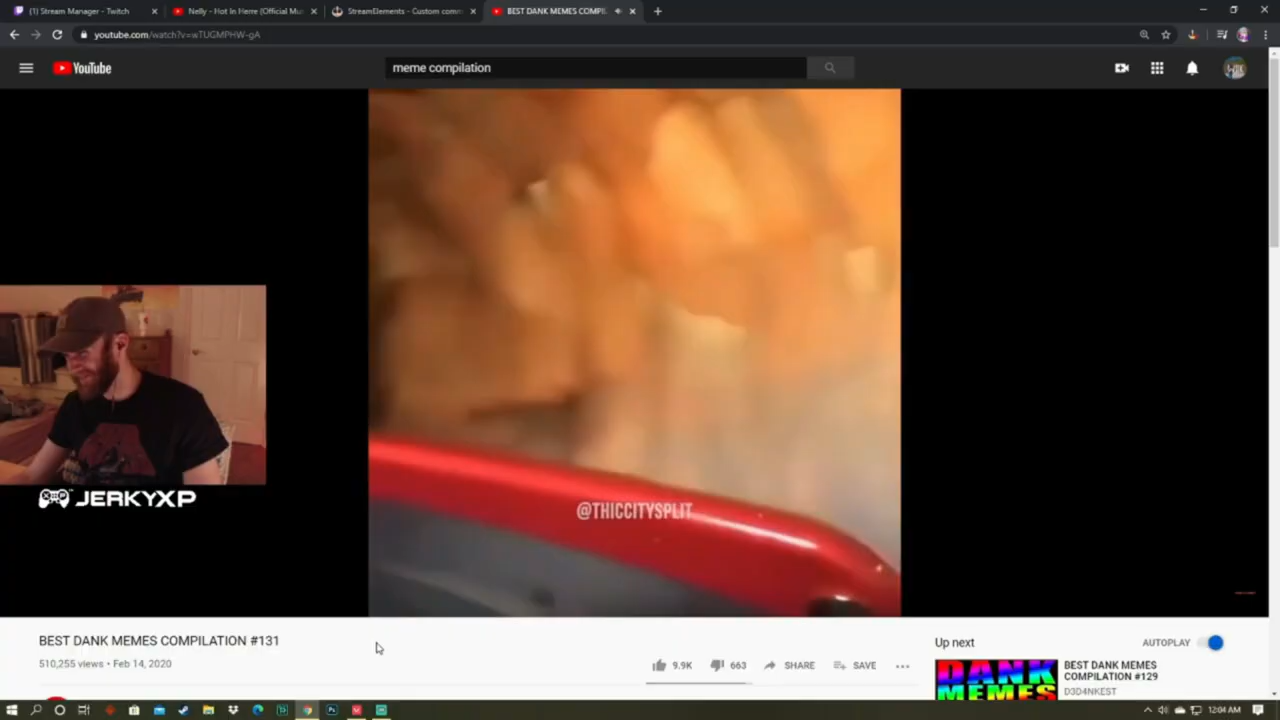 (1) Stream Manager - Twitch
Nelly - Hot In Herre (Official Mus
StreamElements - Custom comm
BEST DANK MEMES COMPIL
youtube.com/watch?v=wTUGMPHW-gA
YouTube
meme compilation
JERKYXP
@THICCITYSPLIT
BEST DANK MEMES COMPILATION #131
510,255 views • Feb 14, 2020
9.9K
663
SHARE
SAVE
Up next
AUTOPLAY
DANK
MEMES
BEST DANK MEMES
COMPILATION #129
D3D4NKEST
12:04 AM